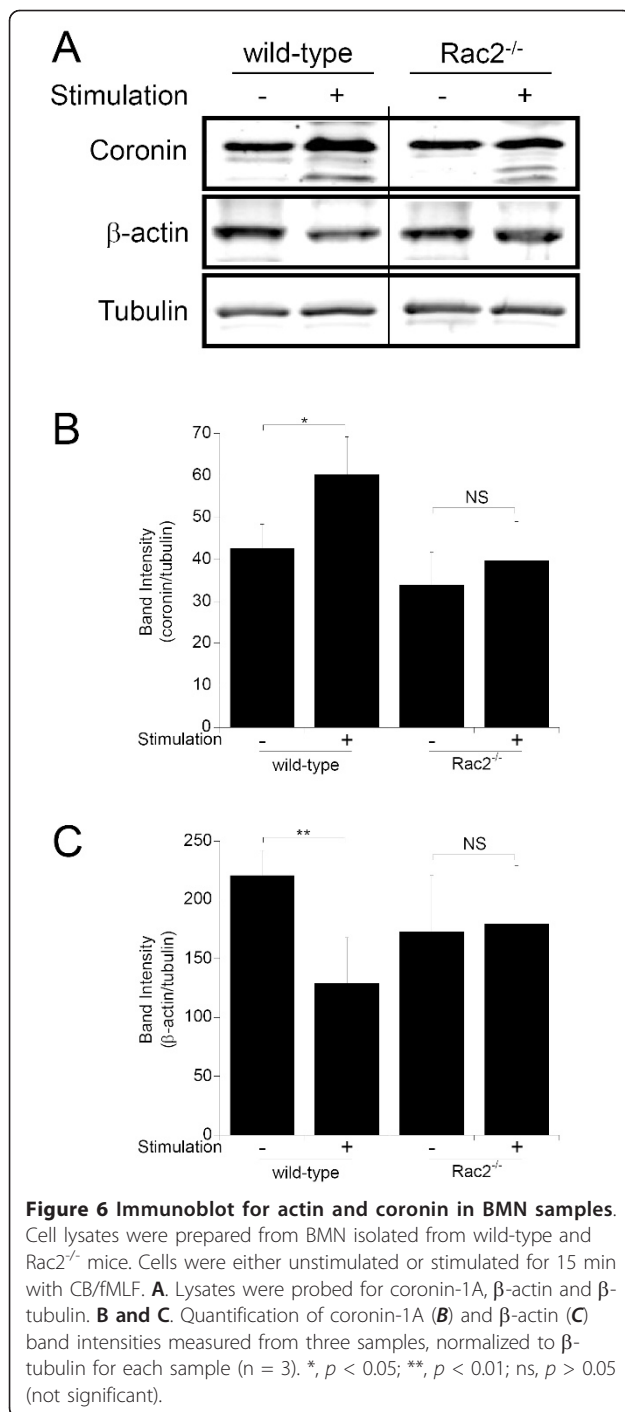 A
wild-type Rac2-/-
Stimulation - + - +
Coronin
β-actin
Tubulin
B
70
60
50
40
30
20
10
0
Band Intensity
(coronin/tubulin)
* NS
Stimulation - + - +
wild-type Rac2-/-
C
250
200
150
100
50
0
Band Intensity
(β-actin/tubulin)
** NS
Stimulation - + - +
wild-type Rac2-/-
Figure 6 Immunoblot for actin and coronin in BMN samples.
Cell lysates were prepared from BMN isolated from wild-type and
Rac2-/- mice. Cells were either unstimulated or stimulated for 15 min
with CB/fMLF. A. Lysates were probed for coronin-1A, β-actin and β-
tubulin. B and C. Quantification of coronin-1A (B) and β-actin (C)
band intensities measured from three samples, normalized to β-
tubulin for each sample (n = 3). *, p < 0.05; **, p < 0.01; ns, p > 0.05
(not significant).